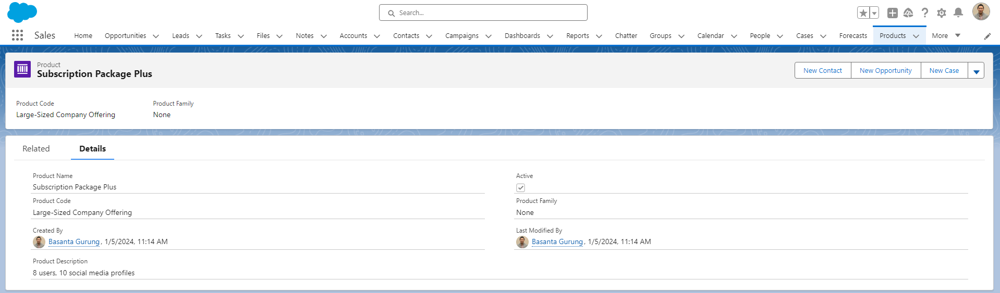 Search...
Sales Home Opportunities Leads Tasks Files Notes Accounts Contacts Campaigns Dashboards Reports Chatter Groups Calendar People Cases Forecasts Products More
Product
Subscription Package Plus
New Contact New Opportunity New Case
Product Code Product Family
Large-Sized Company Offering None
Related Details
Product Name Active
Subscription Package Plus
Product Code Product Family
Large-Sized Company Offering None
Created By Last Modified By
Basanta Gurung, 1/5/2024, 11:14 AM Basanta Gurung, 1/5/2024, 11:14 AM
Product Description
8 users, 10 social media profiles